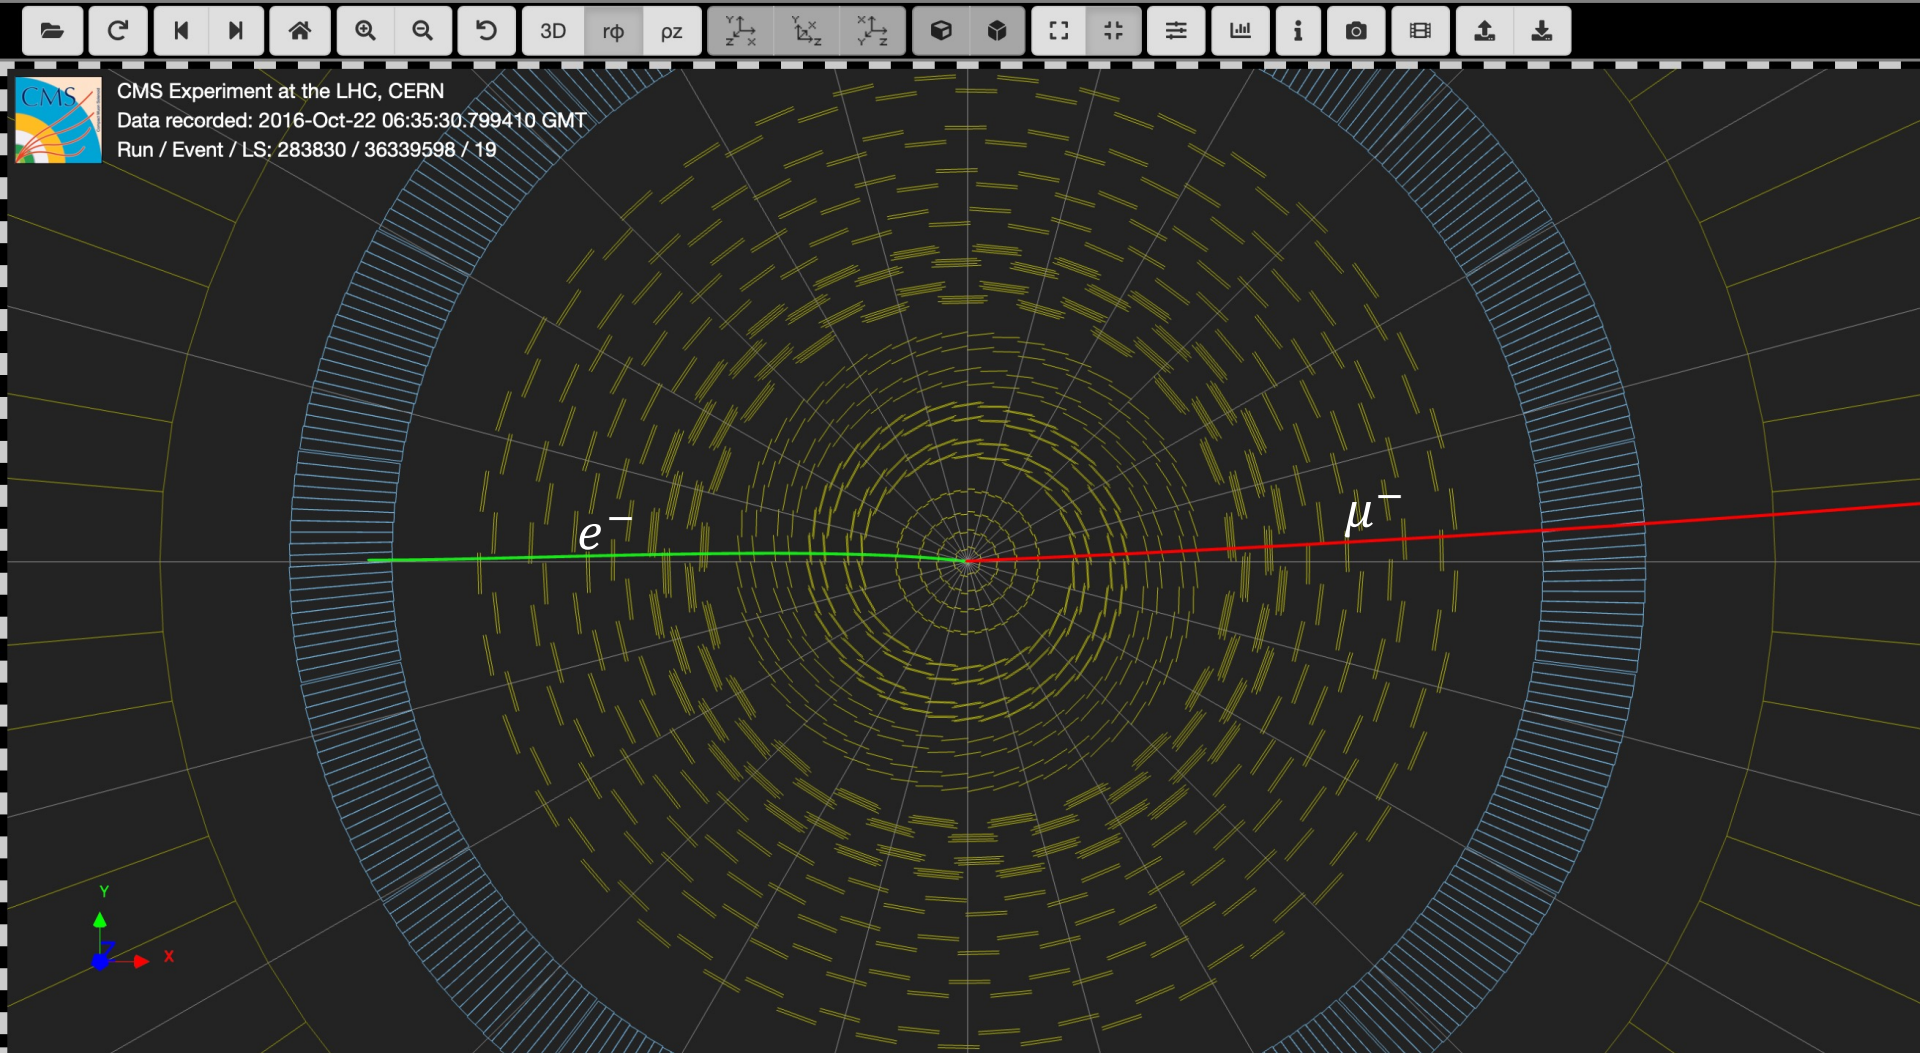 3D rφ ρz
CMS
CMS Experiment at the LHC, CERN
Data recorded: 2016-Oct-22 06:35:30.799410 GMT
Run / Event / LS: 283830 / 36339598 / 19
e⁻
μ⁻
Y
Z
X